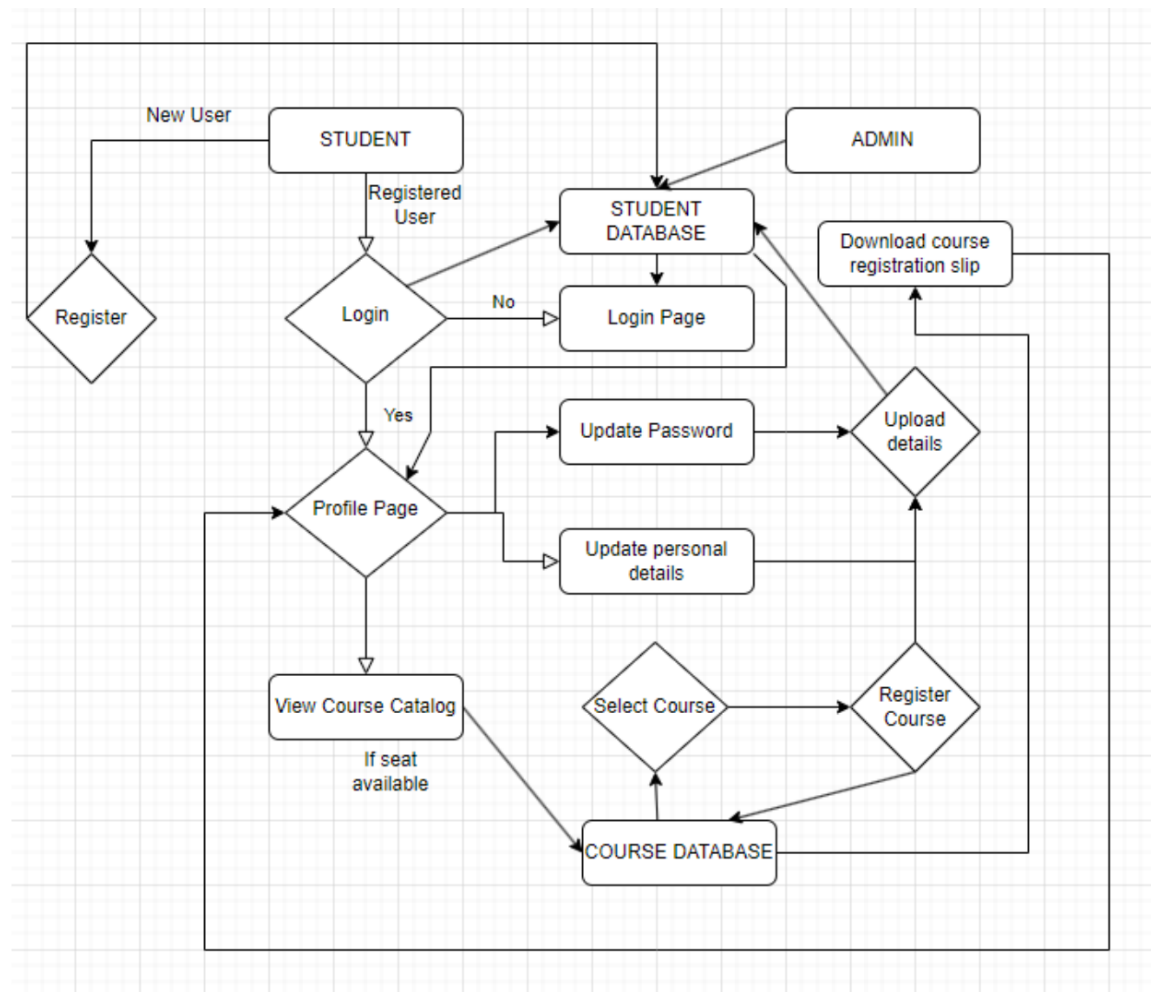 New User
STUDENT
ADMIN
Registered
User
STUDENT
DATABASE
Download course
registration slip
Register
Login
No
Login Page
Yes
Update Password
Upload
details
Profile Page
Update personal
details
View Course Catalog
Select Course
Register
Course
If seat
available
COURSE DATABASE